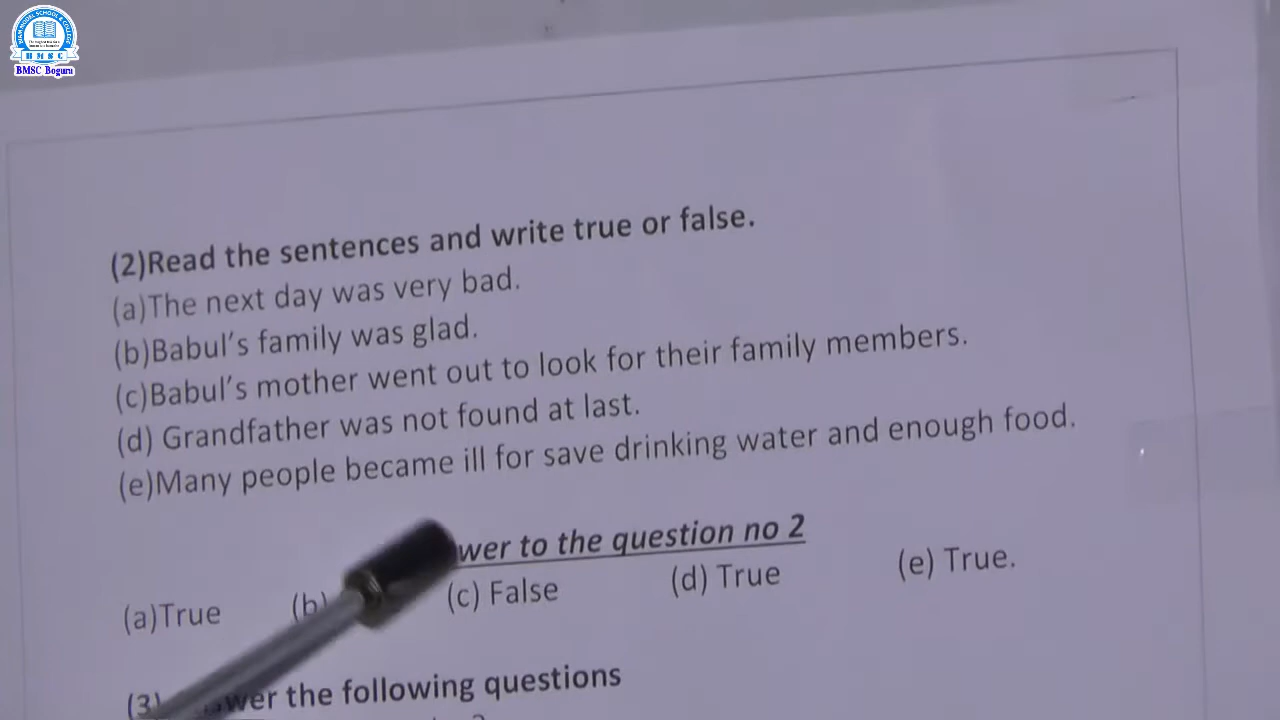 BMSC Bogura
(2)Read the sentences and write true or false.
(a)The next day was very bad.
(b)Babul's family was glad.
(c)Babul's mother went out to look for their family members.
(d) Grandfather was not found at last.
(e)Many people became ill for save drinking water and enough food.
wer to the question no 2
(a)True (b) (c) False (d) True (e) True.
(3) wer the following questions